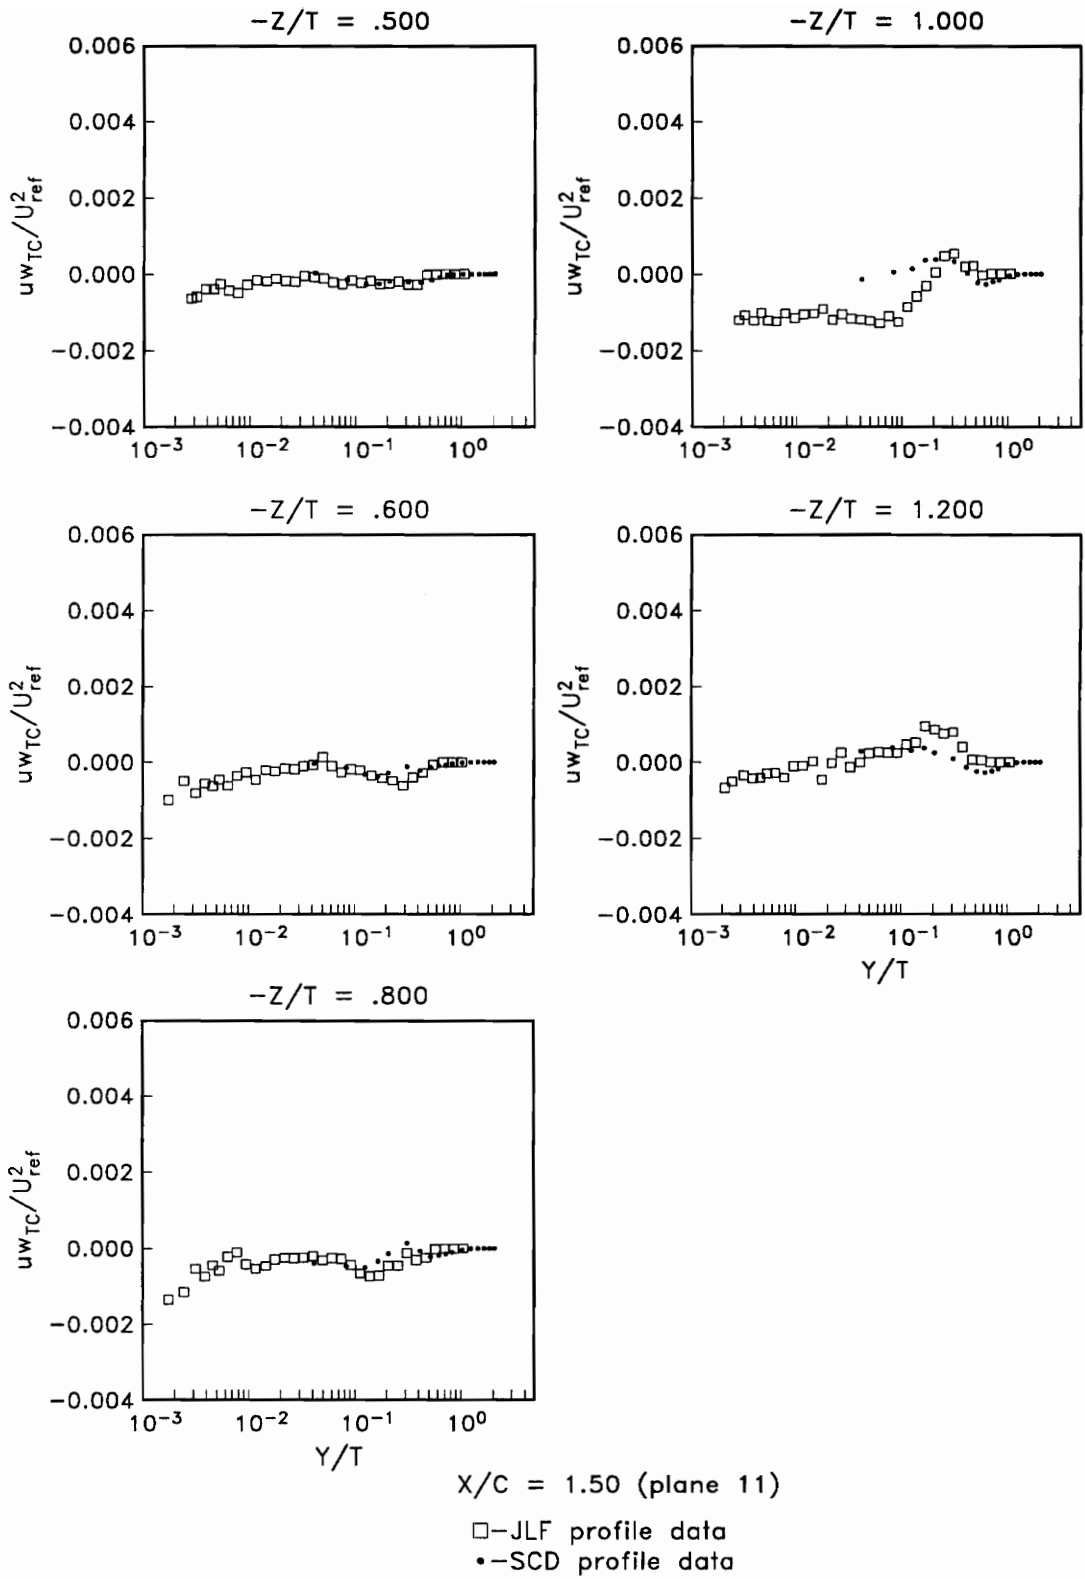 -Z/T = .500
0.006
0.004
0.002
0.000
-0.002
-0.004
uw_TC/U²_ref
10⁻³ 10⁻² 10⁻¹ 10⁰
-Z/T = 1.000
0.006
0.004
0.002
0.000
-0.002
-0.004
uw_TC/U²_ref
10⁻³ 10⁻² 10⁻¹ 10⁰
-Z/T = .600
0.006
0.004
0.002
0.000
-0.002
-0.004
uw_TC/U²_ref
10⁻³ 10⁻² 10⁻¹ 10⁰
-Z/T = 1.200
0.006
0.004
0.002
0.000
-0.002
-0.004
uw_TC/U²_ref
10⁻³ 10⁻² 10⁻¹ 10⁰
Y/T
-Z/T = .800
0.006
0.004
0.002
0.000
-0.002
-0.004
uw_TC/U²_ref
10⁻³ 10⁻² 10⁻¹ 10⁰
Y/T
X/C = 1.50 (plane 11)
□-JLF profile data
•-SCD profile data